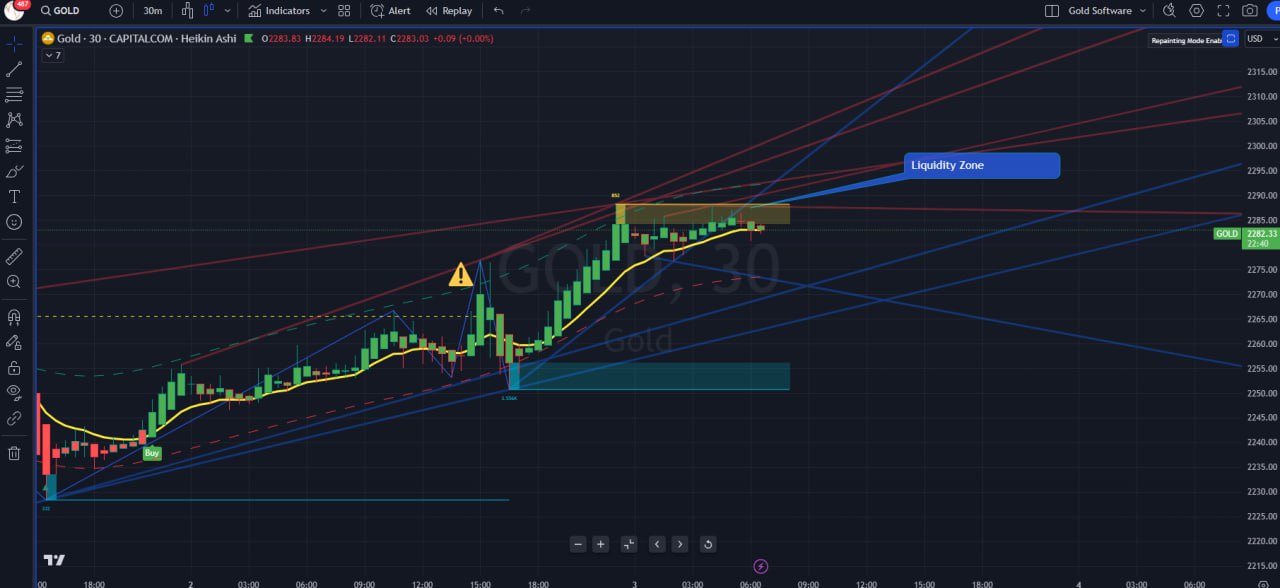 487
GOLD
30m
Indicators
Alert
Replay
Gold Software
Gold · 30 · CAPITALCOM · Heikin Ashi O2283.83 H2284.19 L2282.11 C2283.03 +0.09 (+0.00%)
7
Repainting Mode Enab
USD
2315.00
2310.00
2305.00
2300.00
Liquidity Zone
2295.00
2290.00
2285.00
GOLD 2282.33
22:40
2275.00
2270.00
2265.00
2260.00
2255.00
2250.00
2245.00
2240.00
2235.00
2230.00
2225.00
2220.00
2215.00
GOLD, 30
Gold
Buy
00 18:00 2 03:00 06:00 09:00 12:00 15:00 18:00 3 03:00 06:00 09:00 12:00 15:00 18:00 4 03:00 06:00